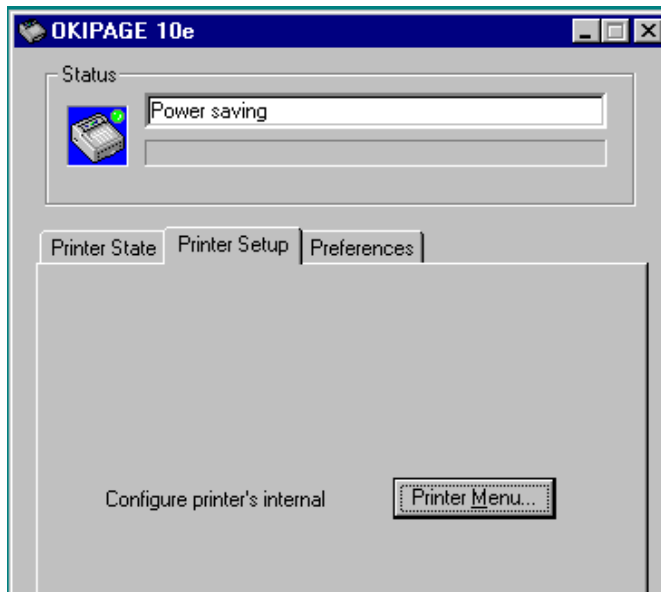 OKIPAGE 10e
Status
Power saving
Printer State Printer Setup Preferences
Configure printer's internal Printer Menu...